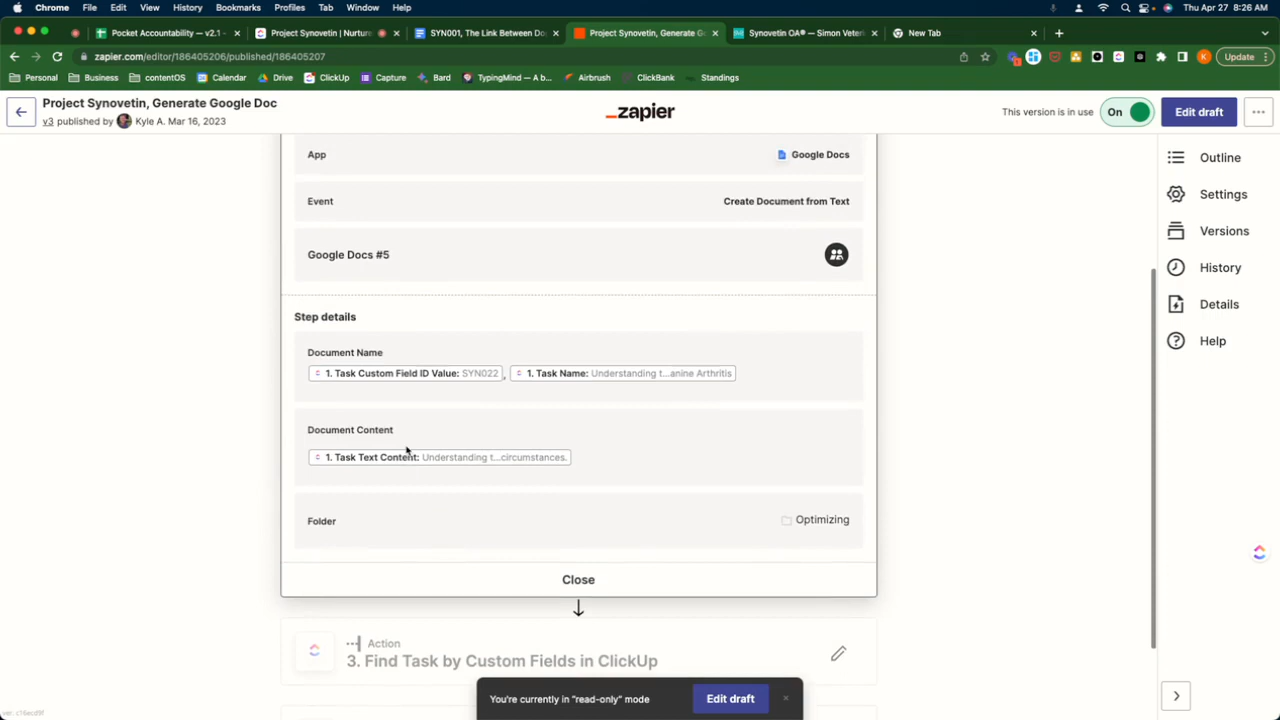 Chrome File Edit View History Bookmarks Profiles Tab Window Help Thu Apr 27 8:26 AM
Pocket Accountability — v2.1 - Project Synovetin | Nurture SYN001, The Link Between Do Project Synovetin, Generate G Synovetin OA® — Simon Veteri New Tab
zapier.com/editor/186405206/published/186405207 Update
Personal Business contentOS Calendar Drive ClickUp Capture Bard TypingMind — A b... Airbrush ClickBank Standings
Project Synovetin, Generate Google Doc
v3 published by Kyle A. Mar 16, 2023
_zapier
This version is in use On Edit draft
App Google Docs
Event Create Document from Text
Google Docs #5
Step details
Document Name
1. Task Custom Field ID Value: SYN022 , 1. Task Name: Understanding t...anine Arthritis
Document Content
1. Task Text Content: Understanding t...circumstances.
Folder Optimizing
Close
Action
3. Find Task by Custom Fields in ClickUp
You're currently in "read-only" mode Edit draft
Outline
Settings
Versions
History
Details
Help